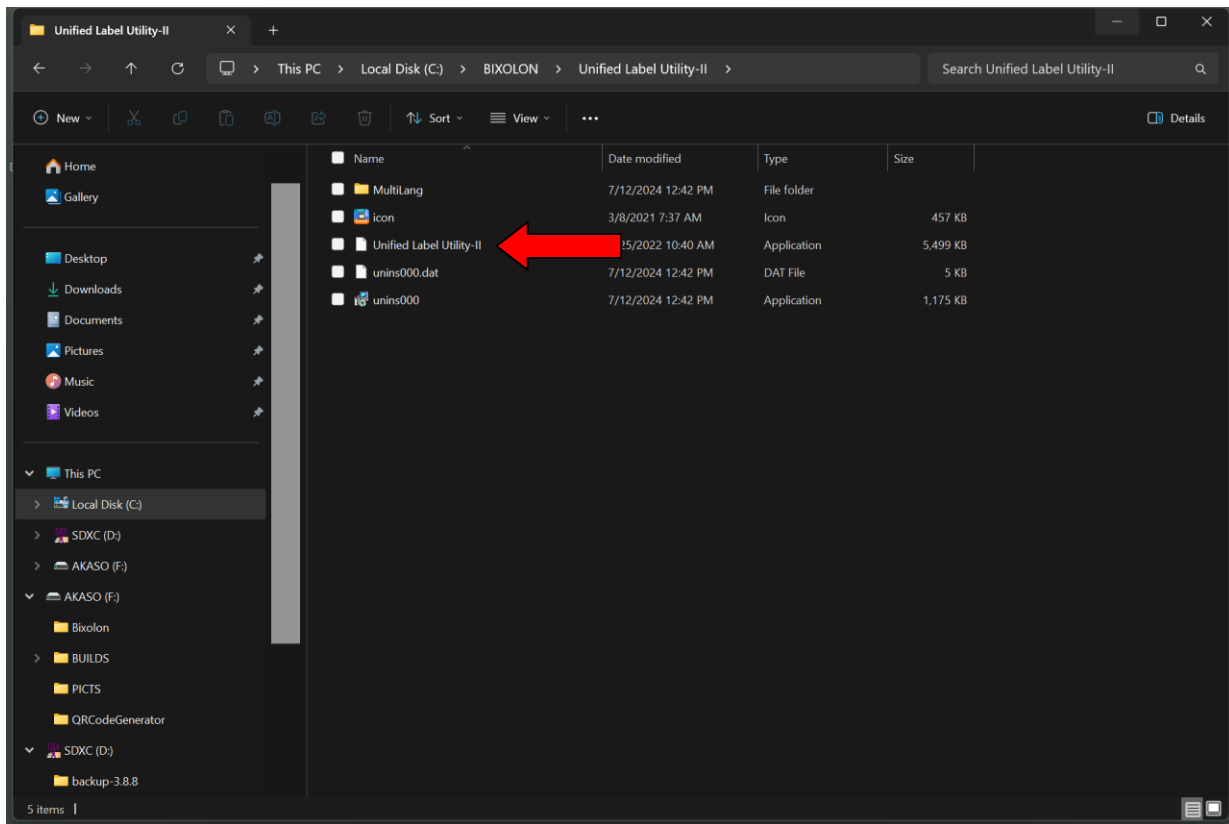 Unified Label Utility-II
This PC > Local Disk (C:) > BIXOLON > Unified Label Utility-II >
Search Unified Label Utility-II
New
Sort
View
Details
Home
Gallery
Desktop
Downloads
Documents
Pictures
Music
Videos
This PC
Local Disk (C:)
SDXC (D:)
AKASO (F:)
AKASO (F:)
Bixolon
BUILDS
PICTS
QRCodeGenerator
SDXC (D:)
backup-3.8.8
Name Date modified Type Size
MultiLang 7/12/2024 12:42 PM File folder
icon 3/8/2021 7:37 AM Icon 457 KB
Unified Label Utility-II 25/2022 10:40 AM Application 5,499 KB
unins000.dat 7/12/2024 12:42 PM DAT File 5 KB
unins000 7/12/2024 12:42 PM Application 1,175 KB
5 items